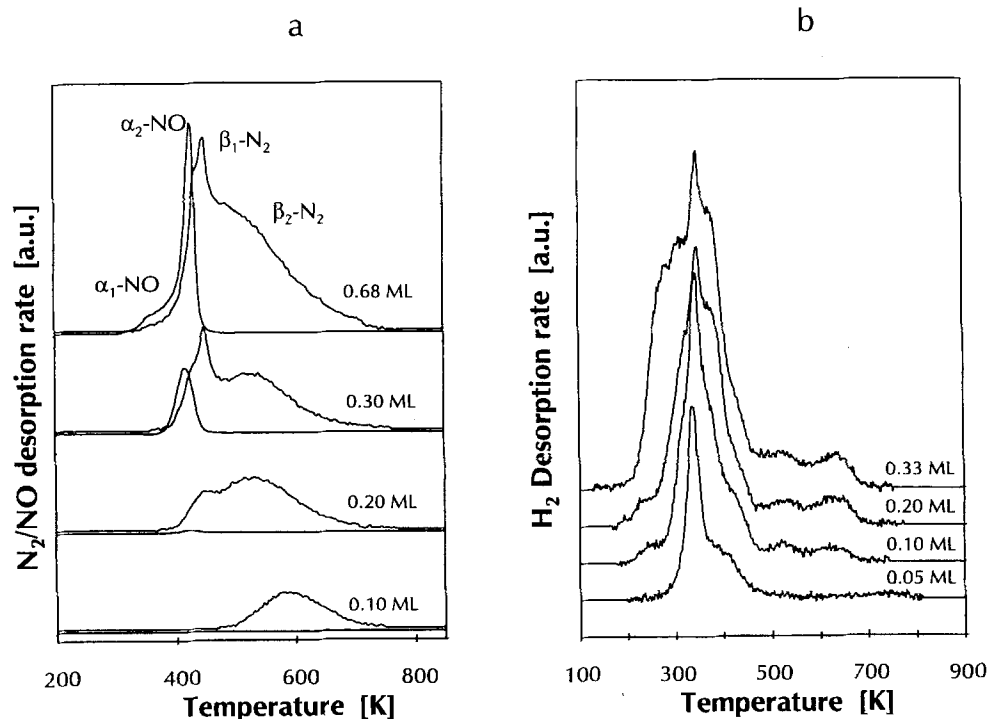 a
α₂-NO
β₁-N₂
β₂-N₂
α₁-NO
0.68 ML
0.30 ML
0.20 ML
0.10 ML
N₂/NO desorption rate [a.u.]
200 400 600 800
Temperature [K]
b
0.33 ML
0.20 ML
0.10 ML
0.05 ML
H₂ Desorption rate [a.u.]
100 300 500 700 900
Temperature [K]